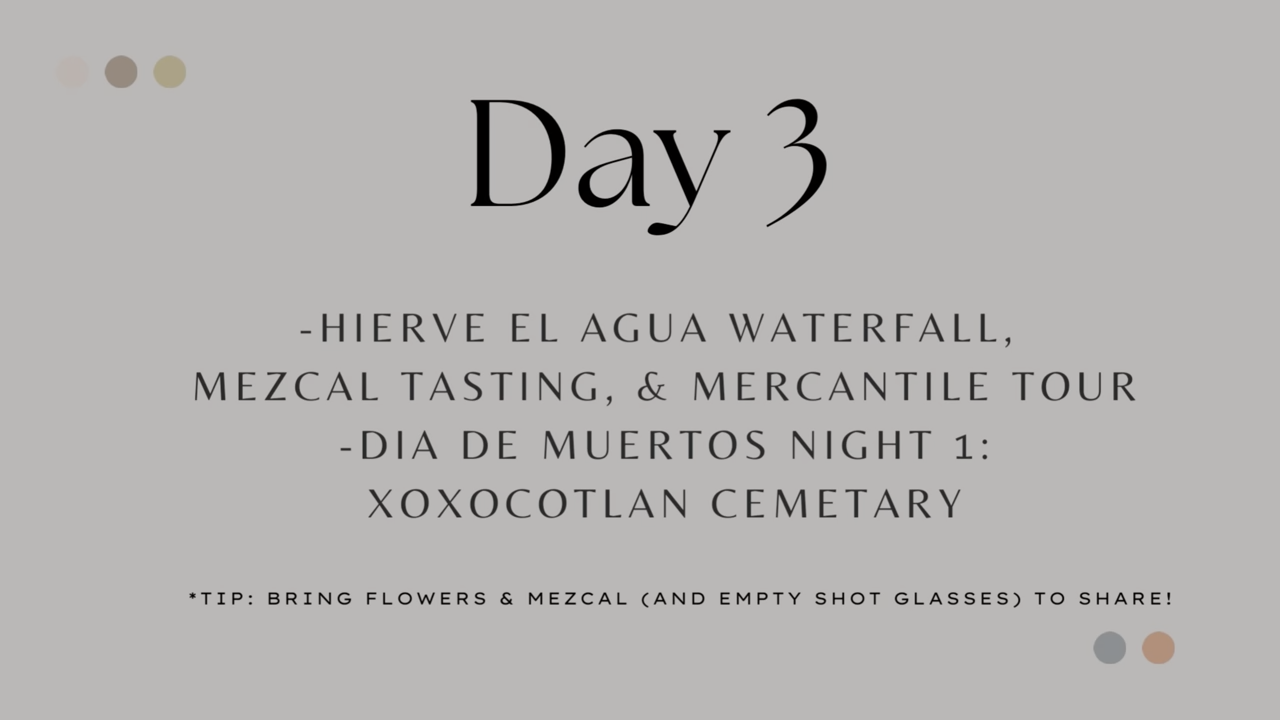 Day 3
-HIERVE EL AGUA WATERFALL,
MEZCAL TASTING, & MERCANTILE TOUR
-DIA DE MUERTOS NIGHT 1:
XOXOCOTLAN CEMETARY
*TIP: BRING FLOWERS & MEZCAL (AND EMPTY SHOT GLASSES) TO SHARE!